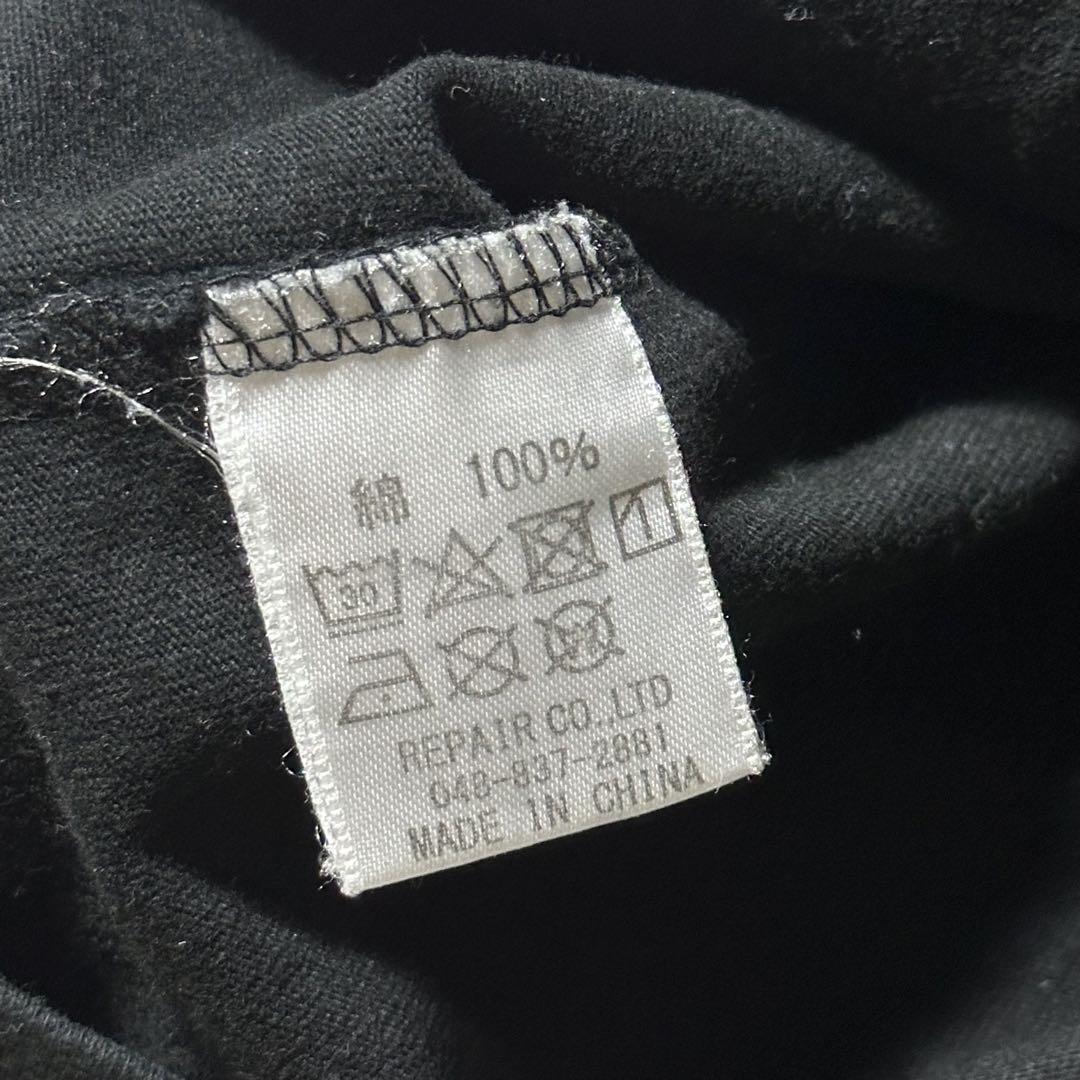 綿 100%
30
REPAIR CO.,LTD
048-837-2881
MADE IN CHINA